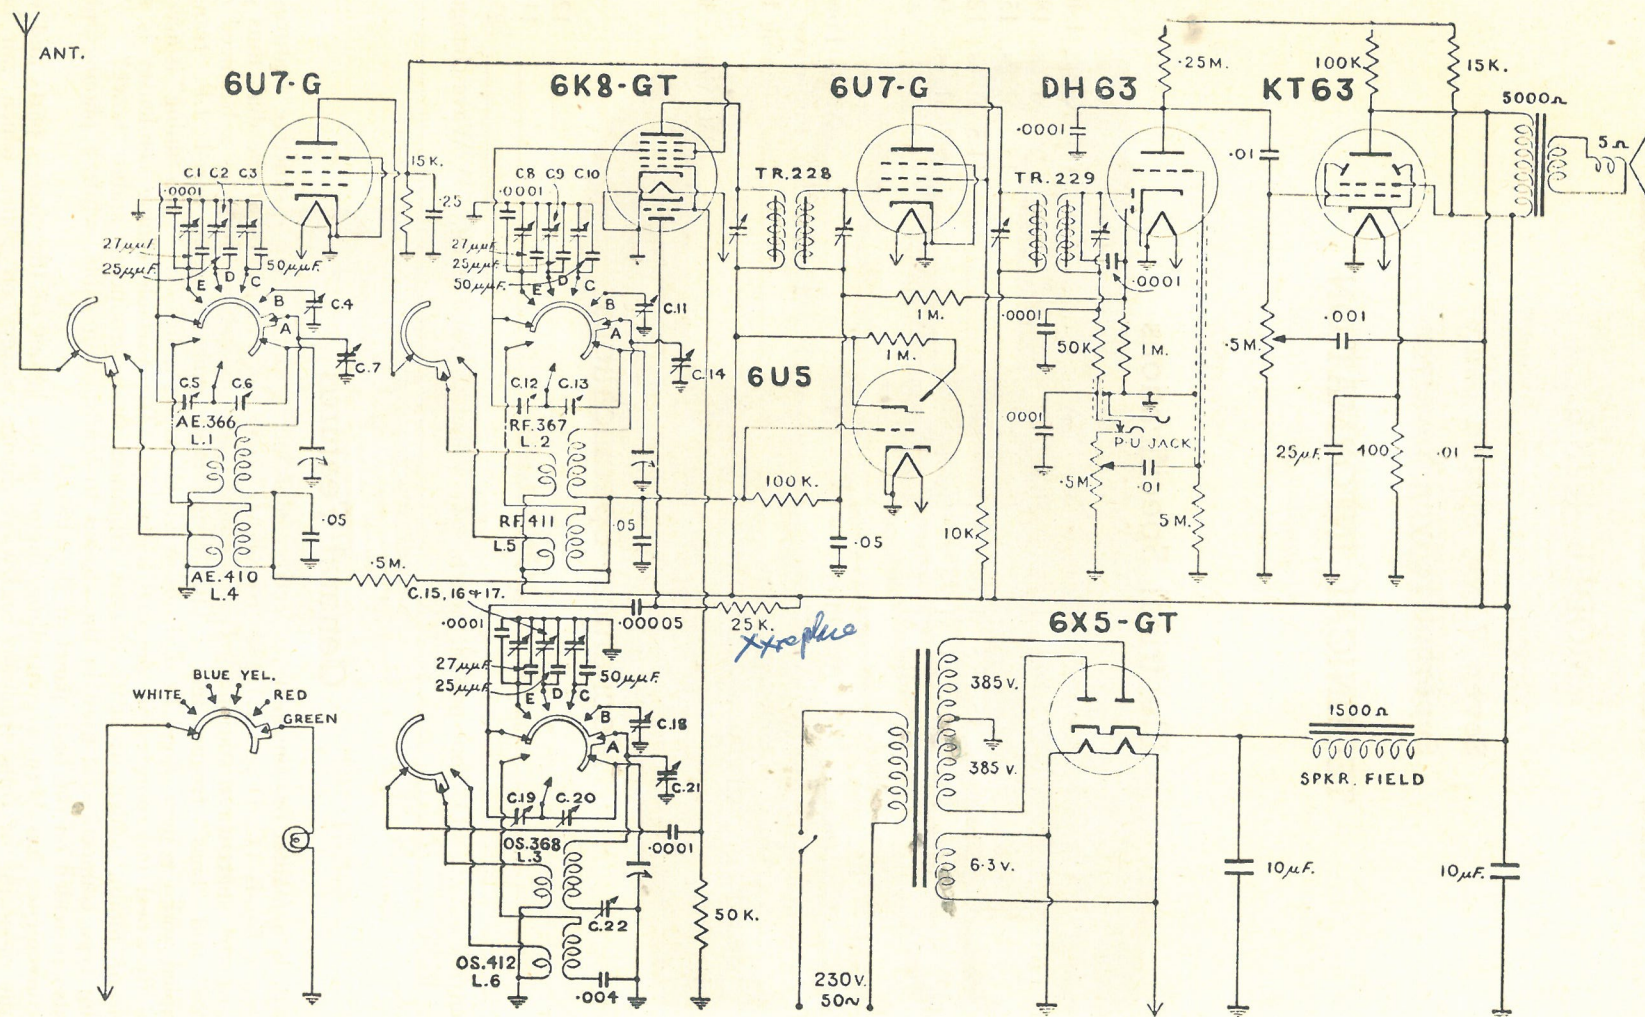 ANT.
6U7-G
6K8-GT
6U7-G
DH63
KT63
.25M.
100K
15K.
5000Ω
5Ω
.0001
.01
C1 C2 C3
.0001
15K.
.25
C8 C9 C10
.0001
TR.228
TR.229
27μμF.
25μμF.
50μμF.
E D C
B
A
C.4
C.7
27μμF.
25μμF.
50μμF.
E D C
B
A
C.11
C.14
.0001
1M.
.0001
50K
1M.
.5M.
.001
1M.
6U5
C.5 C.6
AE.366
L.1
C.12 C.13
RF.367
L.2
.0001
P-U JACK
.5M.
.01
25μF.
400
.01
100K.
5M.
.05
RF.411
L.5
.05
.05
10K
AE.410
L.4
.5M.
C.15, 16 & 17.
.00005
25K.
.0001
6X5-GT
27μμF.
25μμF.
50μμF.
E D C
B
A
C.18
C.21
WHITE
BLUE YEL.
RED
GREEN
385V.
385V.
1500Ω
SPKR. FIELD
C.19 C.20
OS.368
L.3
.0001
6.3V.
10μF.
10μF.
50K.
C.22
OS.412
L.6
.004
230V.
50~